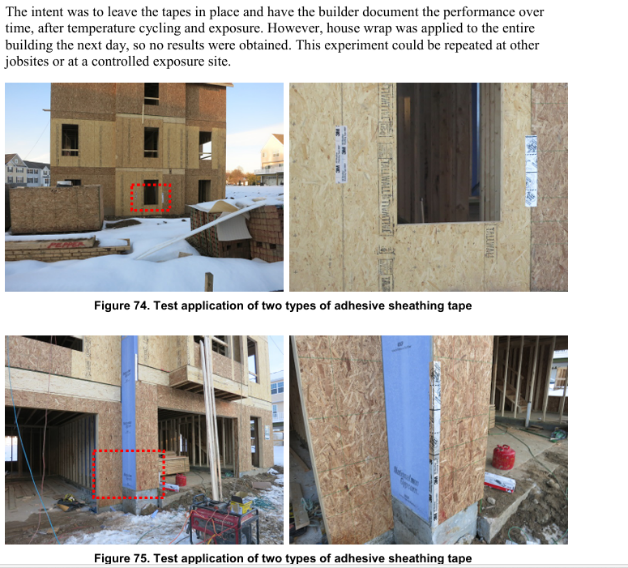 The intent was to leave the tapes in place and have the builder document the performance over
time, after temperature cycling and exposure. However, house wrap was applied to the entire
building the next day, so no results were obtained. This experiment could be repeated at other
jobsites or at a controlled exposure site.
Figure 74. Test application of two types of adhesive sheathing tape
Figure 75. Test application of two types of adhesive sheathing tape